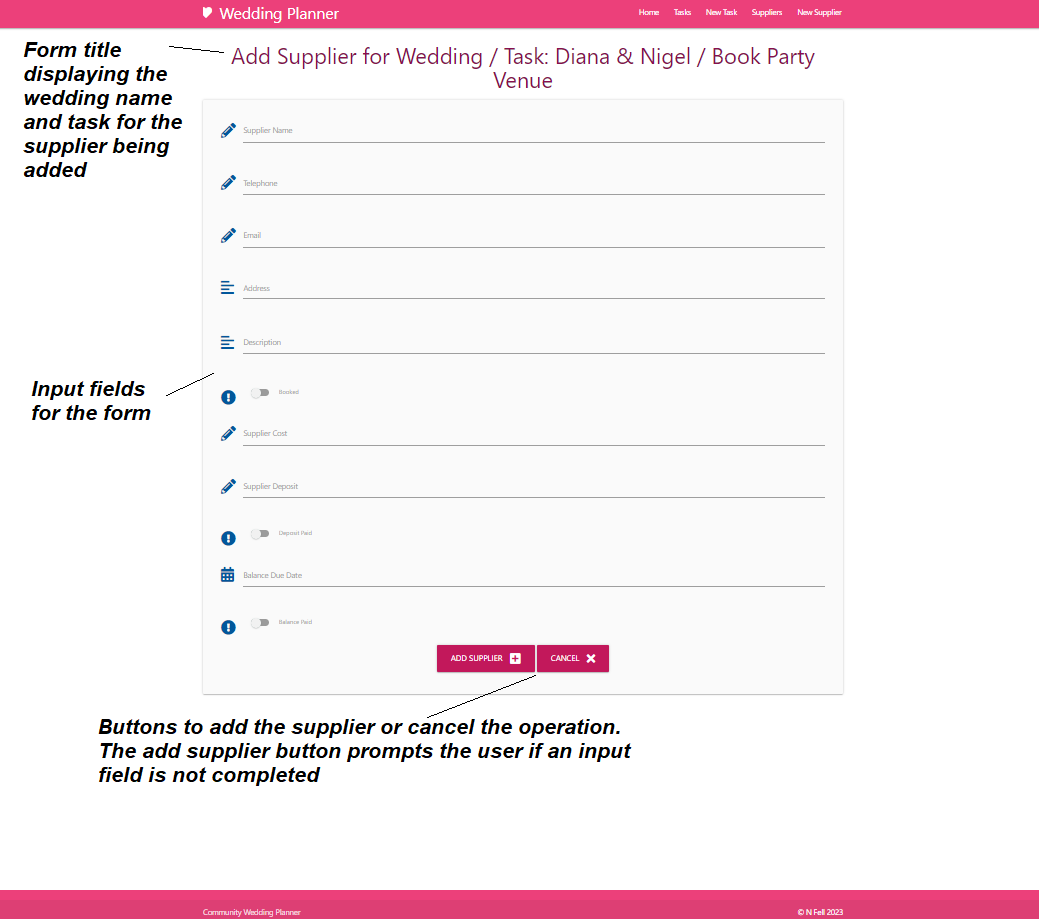 Wedding Planner
Home Tasks New Task Suppliers New Supplier
Form title
displaying the
wedding name
and task for the
supplier being
added
Add Supplier for Wedding / Task: Diana & Nigel / Book Party
Venue
Supplier Name
Telephone
Email
Address
Description
Input fields
for the form
Booked
Supplier Cost
Supplier Deposit
Deposit Paid
Balance Due Date
Balance Paid
ADD SUPPLIER CANCEL
Buttons to add the supplier or cancel the operation.
The add supplier button prompts the user if an input
field is not completed
Community Wedding Planner
© N Fell 2023